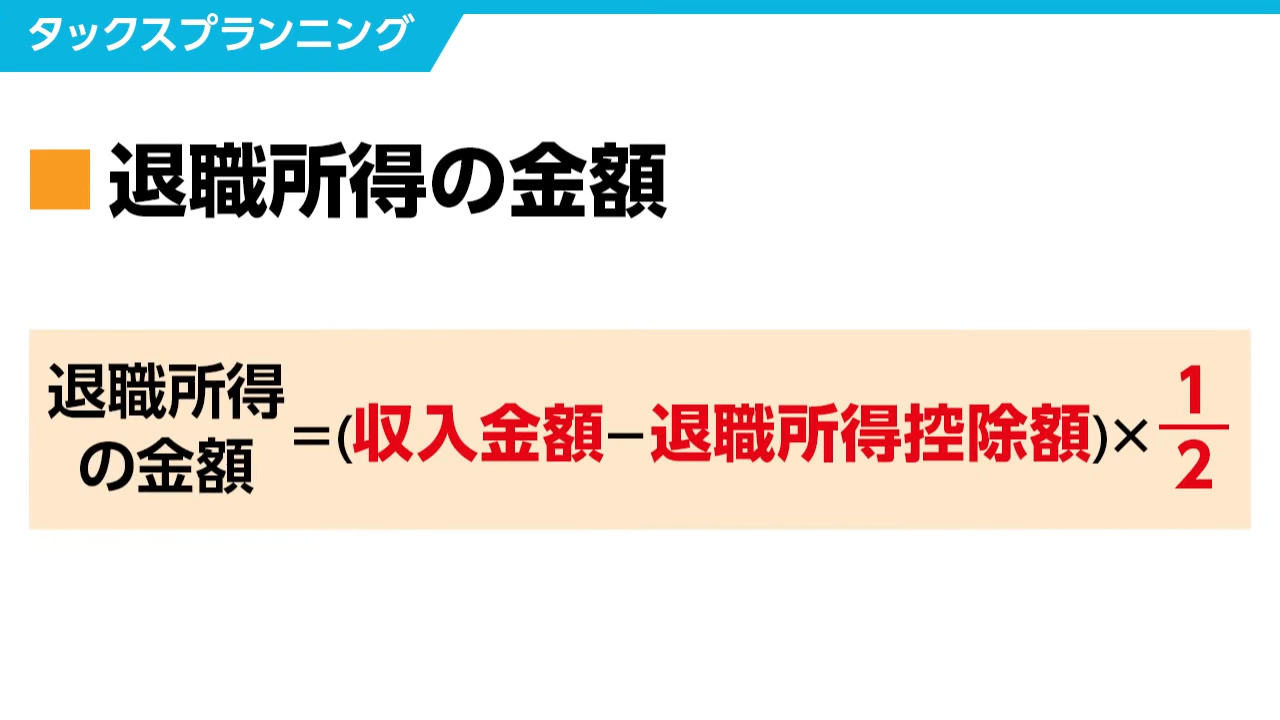 タックスプランニング
■退職所得の金額
退職所得
の金額
＝(収入金額−退職所得控除額)×1/2